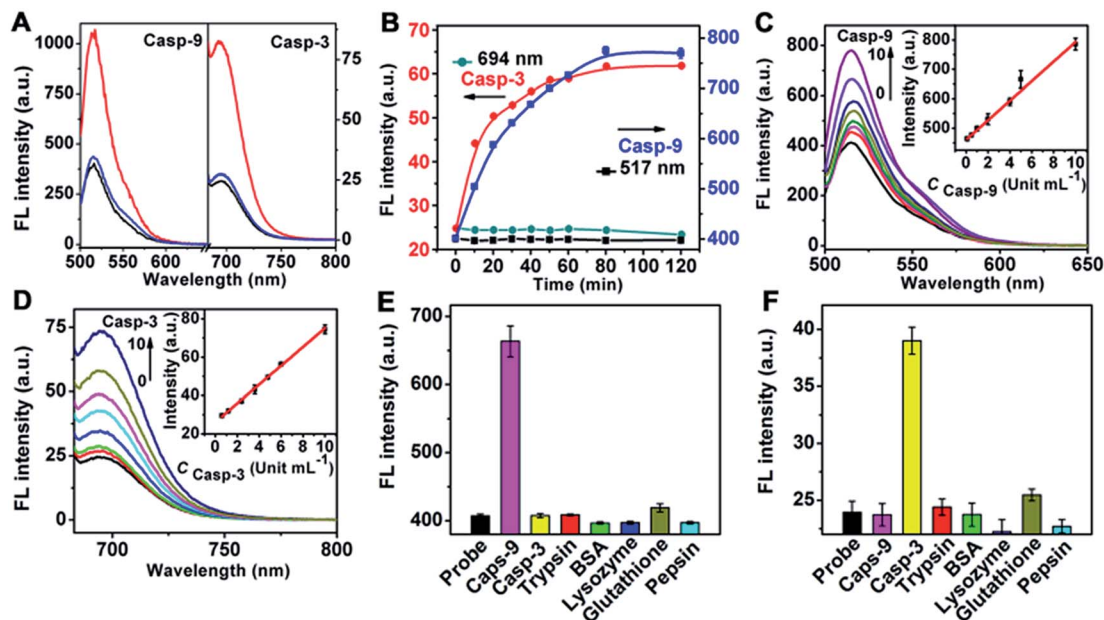 A
FL intensity (a.u.)
1000
750
500
250
0
Casp-9
Casp-3
75
50
25
0
500 550 600 700 750 800
Wavelength (nm)
B
FL intensity (a.u.)
70
60
50
40
30
20
694 nm
Casp-3
Casp-9
517 nm
800
700
600
500
400
FL intensity (a.u.)
0 20 40 60 80 100 120
Time (min)
C
FL intensity (a.u.)
800
600
400
200
0
Casp-9
10
0
Intensity (a.u.)
800
700
600
500
0 2 4 6 8 10
C Casp-9 (Unit mL-1)
500 550 600 650
Wavelength (nm)
D
FL intensity (a.u.)
75
50
25
0
Casp-3
10
0
Intensity (a.u.)
80
60
40
20
0 2 4 6 8 10
C Casp-3 (Unit mL-1)
700 750 800
Wavelength (nm)
E
FL intensity (a.u.)
700
600
500
400
Probe
Caps-9
Casp-3
Trypsin
BSA
Lysozyme
Glutathione
Pepsin
F
FL intensity (a.u.)
40
35
30
25
Probe
Caps-9
Casp-3
Trypsin
BSA
Lysozyme
Glutathione
Pepsin